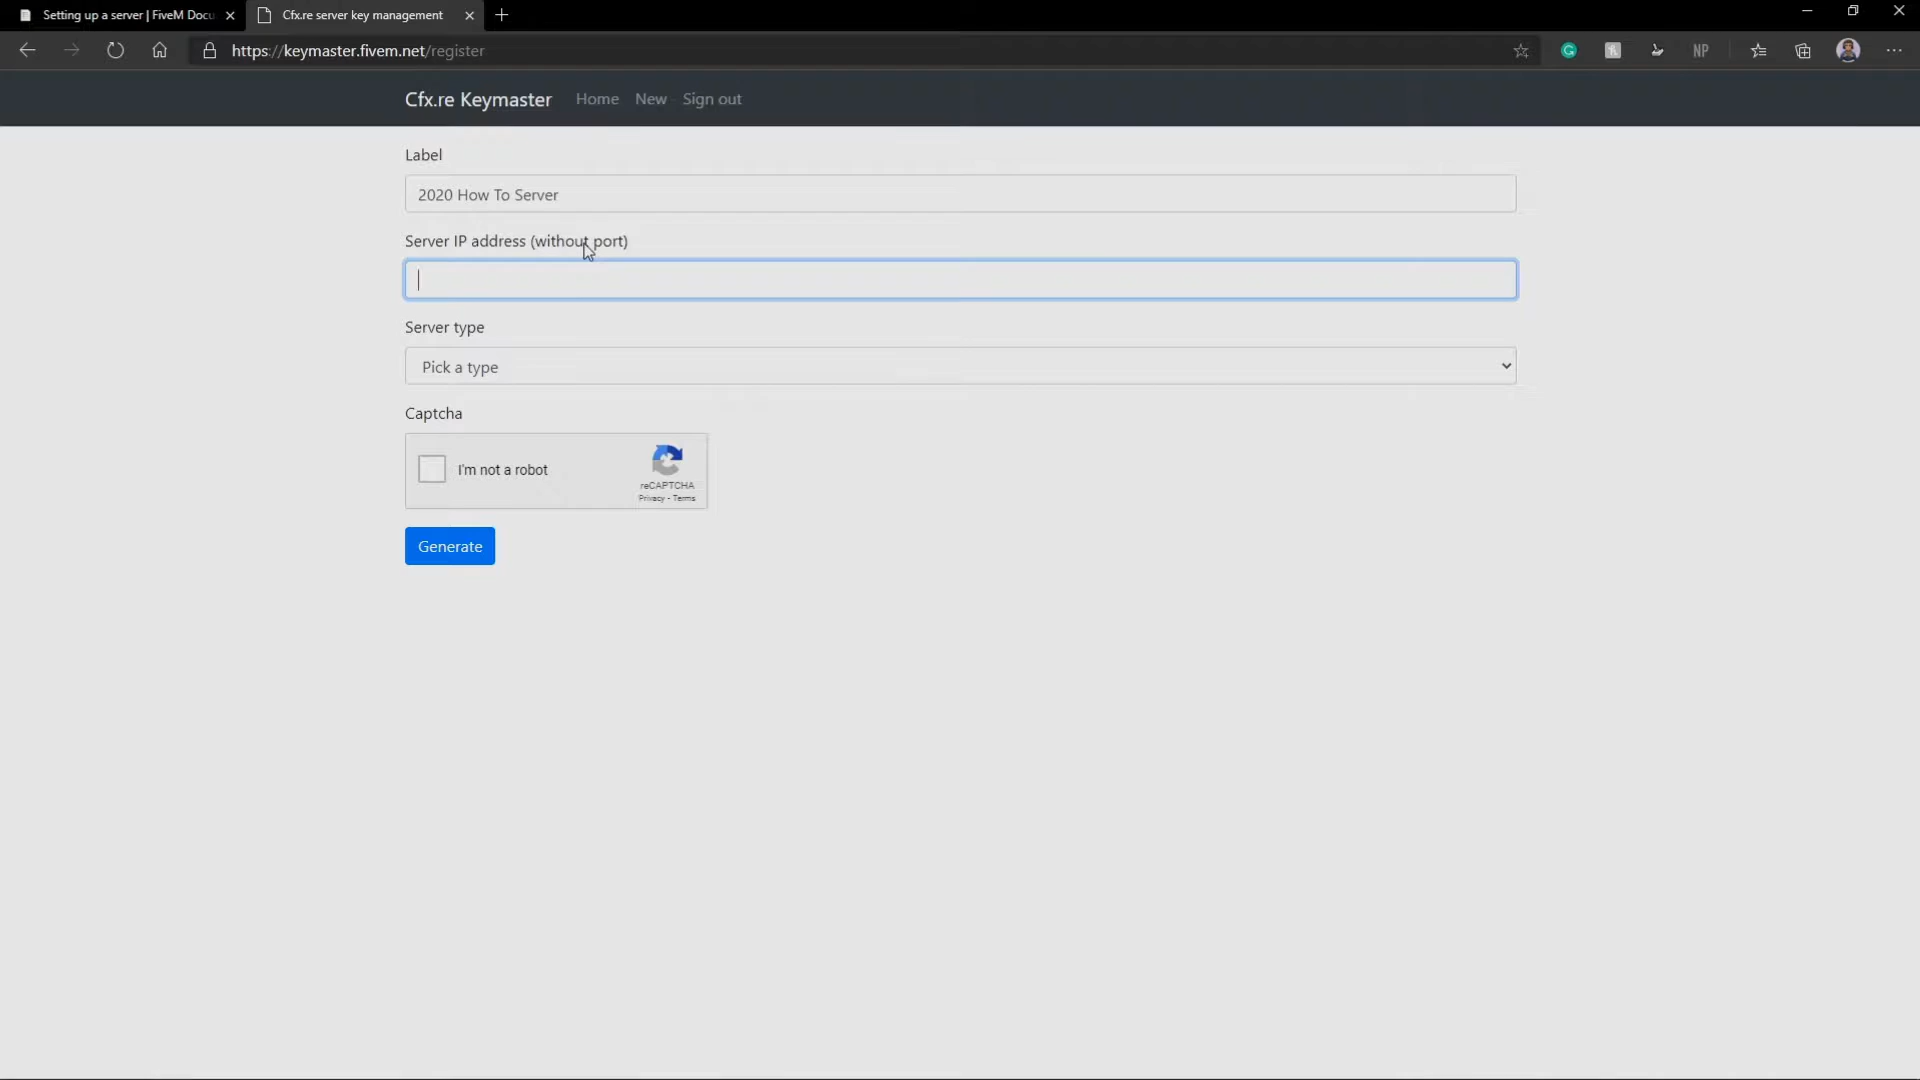 Setting up a server | FiveM Docu
Cfx.re server key management
https://keymaster.fivem.net/register
NP
Cfx.re Keymaster Home New Sign out
Label
2020 How To Server
Server IP address (without port)
Server type
Pick a type
Captcha
I'm not a robot
reCAPTCHA
Privacy - Terms
Generate